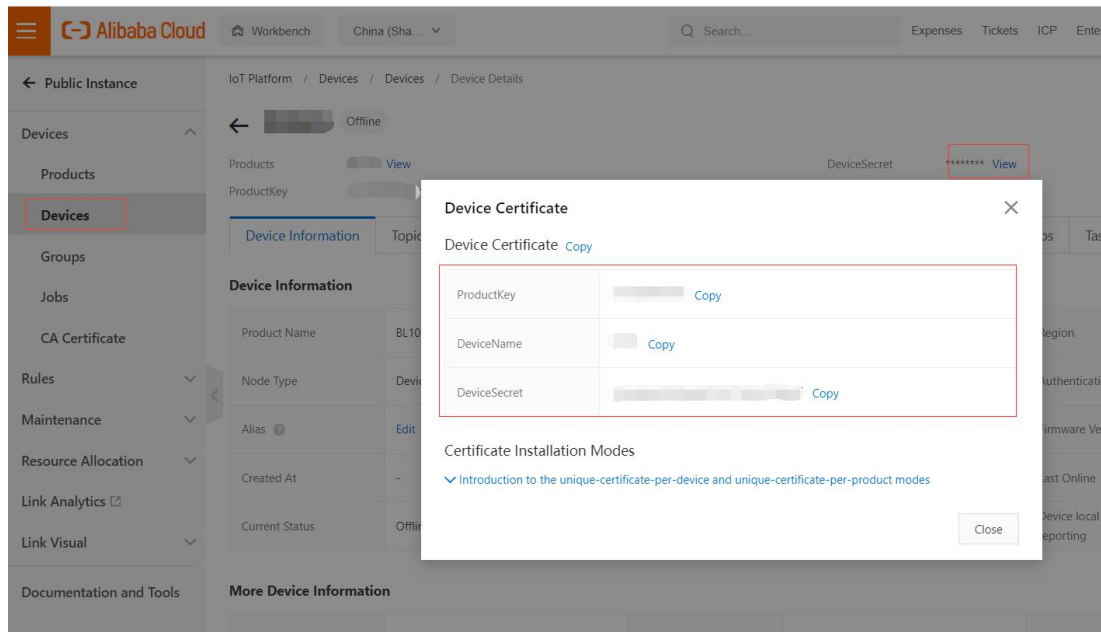 Alibaba Cloud Workbench China (Sha... Search... Expenses Tickets ICP Ente
Public Instance
IoT Platform / Devices / Devices / Device Details
Devices
Products
Devices
Groups
Jobs
CA Certificate
Rules
Maintenance
Resource Allocation
Link Analytics
Link Visual
Documentation and Tools
Offline
Products View
DeviceSecret ******** View
ProductKey
Device Information Topic
Tas
Device Information
Product Name BL10
Region
Node Type Devic
Authenticati
Alias Edit
Firmware Ve
Created At -
Last Online
Current Status Offlin
Device local
reporting
More Device Information
Device Certificate
Device Certificate Copy
ProductKey Copy
DeviceName Copy
DeviceSecret Copy
Certificate Installation Modes
Introduction to the unique-certificate-per-device and unique-certificate-per-product modes
Close